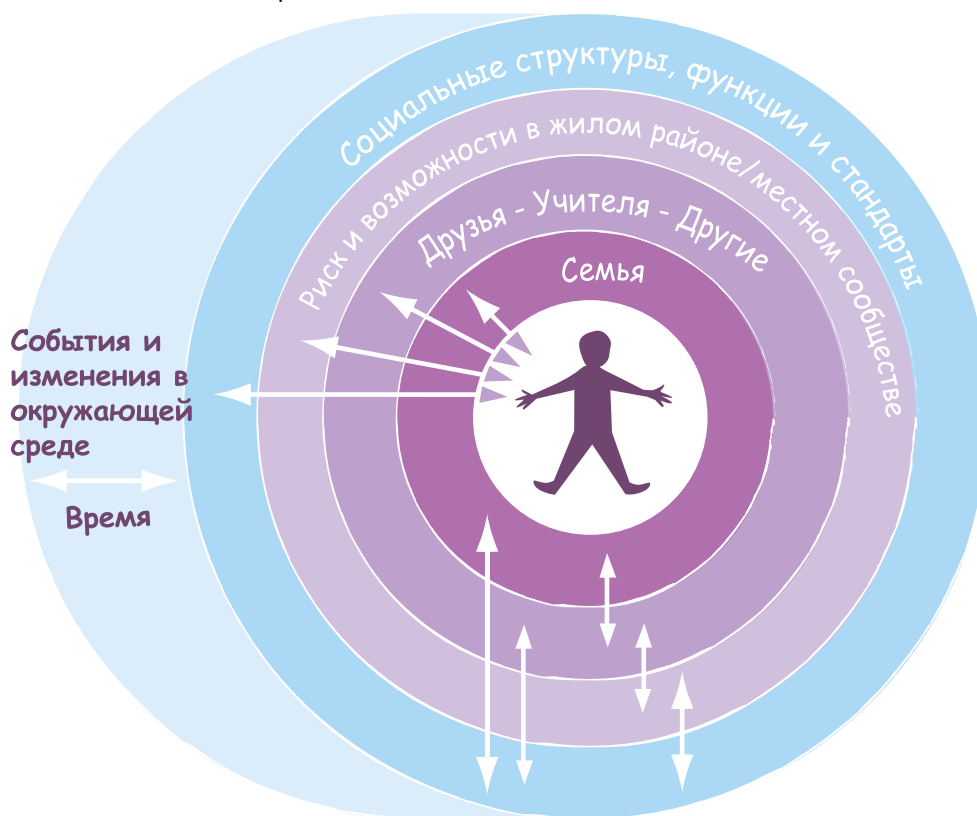 Социальные структуры, функции и стандарты
Риск и возможности в жилом районе/местном сообществе
Друзья - Учителя - Другие
Семья
События и
изменения в
окружающей
среде
Время